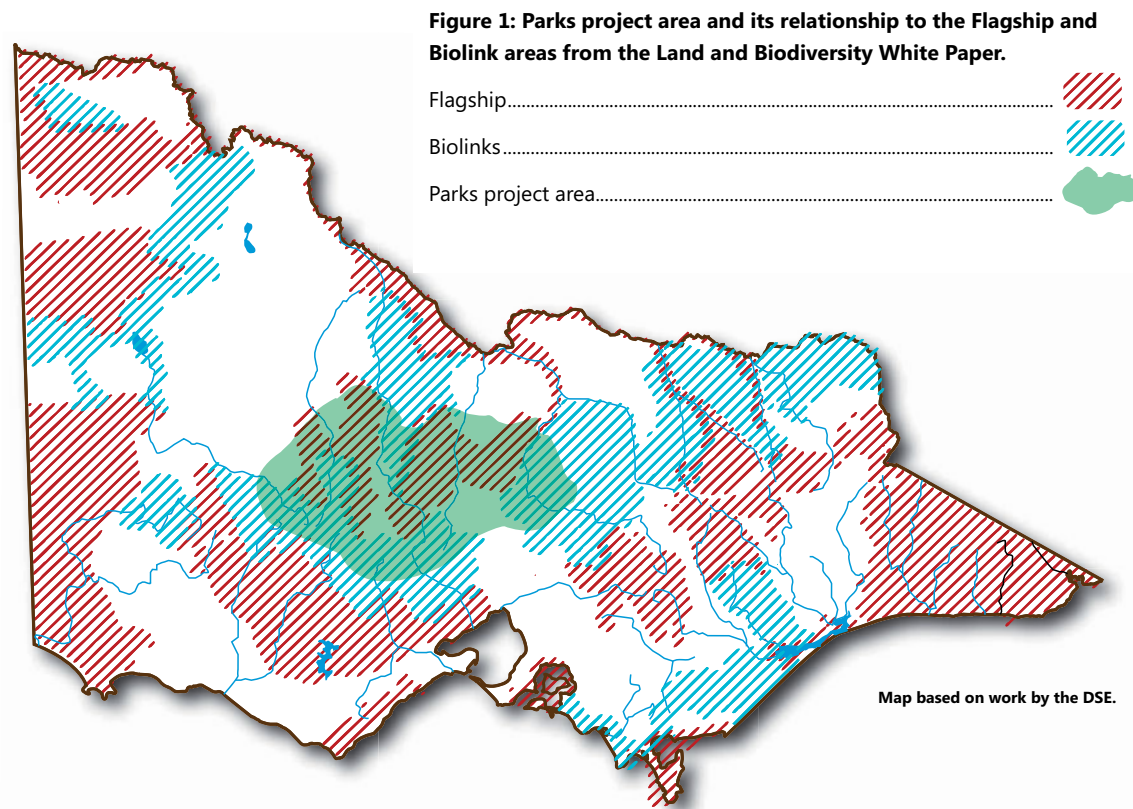 Figure 1: Parks project area and its relationship to the Flagship and
Biolink areas from the Land and Biodiversity White Paper.
Flagship................................................................................................................
Biolinks.................................................................................................................
Parks project area...............................................................................................
Map based on work by the DSE.